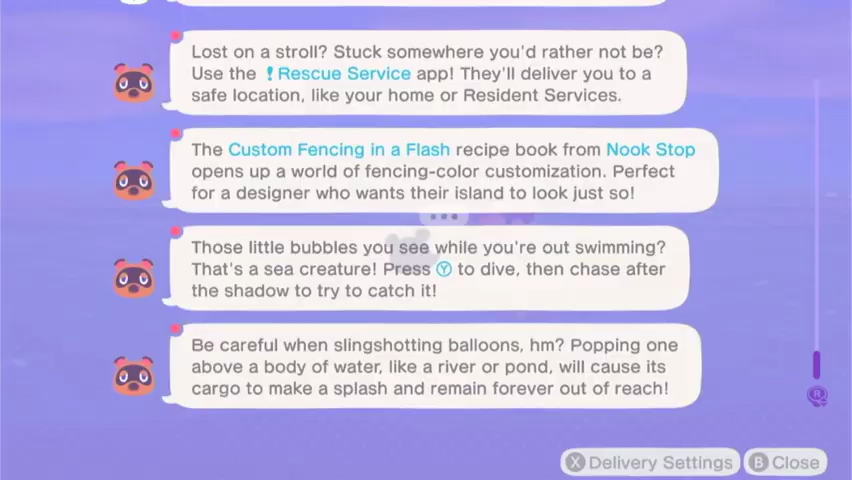 Lost on a stroll? Stuck somewhere you'd rather not be?
Use the ! Rescue Service app! They'll deliver you to a
safe location, like your home or Resident Services.
The Custom Fencing in a Flash recipe book from Nook Stop
opens up a world of fencing-color customization. Perfect
for a designer who wants their island to look just so!
Those little bubbles you see while you're out swimming?
That's a sea creature! Press Y to dive, then chase after
the shadow to try to catch it!
Be careful when slingshotting balloons, hm? Popping one
above a body of water, like a river or pond, will cause its
cargo to make a splash and remain forever out of reach!
R
X Delivery Settings B Close